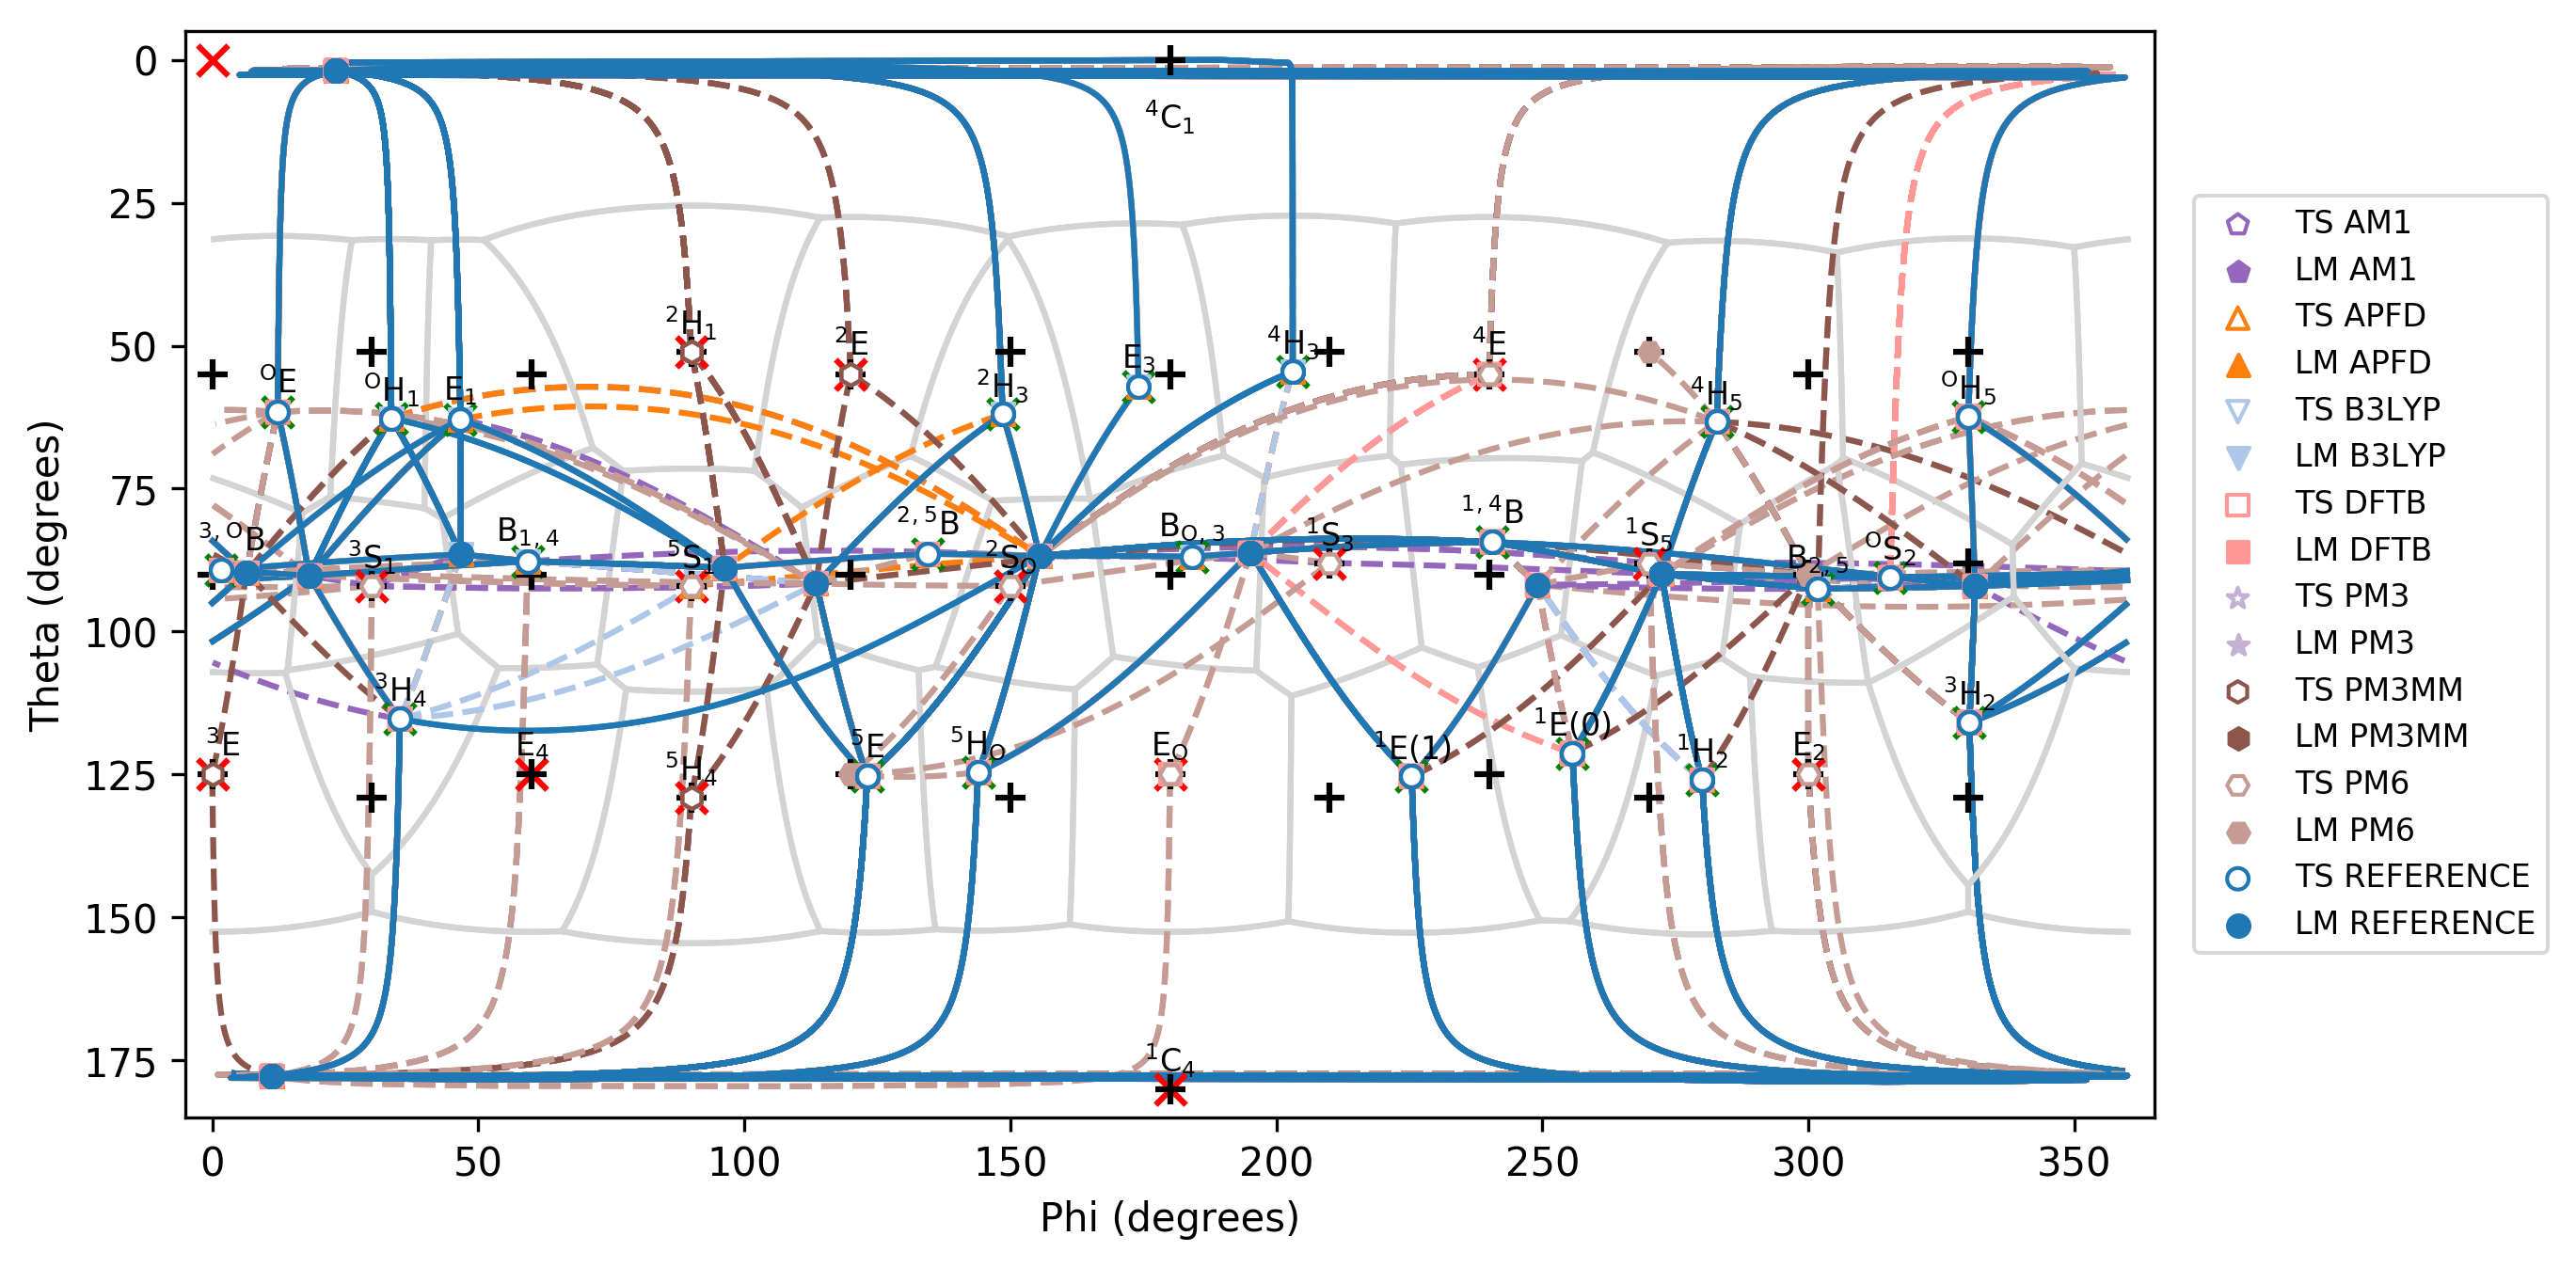 0
25
50
75
100
125
150
175
Theta (degrees)
0
50
100
150
200
250
300
350
Phi (degrees)
⁴C₁
²H₁
²E
⁴H₃
⁴E
E₃
ᴼE
ᴼH₁
E₁
²H₃
⁴H₅
ᴼH₅
³,ᴼB
B₁,₄
²,⁵B
B_O,₃
¹,⁴B
³S₁
⁵S₁
²S_O
¹S₃
¹S₅
B₂,₅
ᴼS₂
³H₄
³H₂
³E
E₄
⁵H₄
⁵E
⁵H_O
E_O
¹E(1)
¹E(0)
¹H₂
E₂
¹C₄
TS AM1
LM AM1
TS APFD
LM APFD
TS B3LYP
LM B3LYP
TS DFTB
LM DFTB
TS PM3
LM PM3
TS PM3MM
LM PM3MM
TS PM6
LM PM6
TS REFERENCE
LM REFERENCE